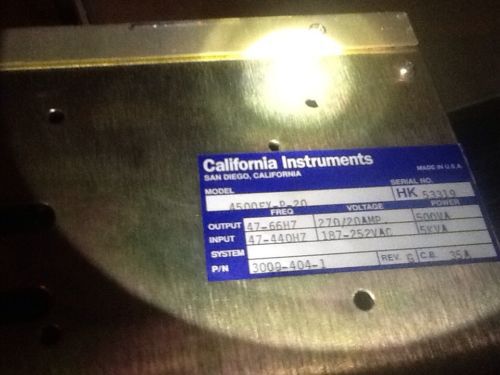 California Instruments
SAN DIEGO, CALIFORNIA
MADE IN U.S.A
MODEL
SERIAL NO.
4500FX-P-20
HK 53319
FREQ
VOLTAGE
POWER
OUTPUT 47-66HZ 270/20AMP 500VA
INPUT 47-440HZ 187-252VAC 5KVA
SYSTEM
P/N 3009-404-1 REV. G C.B. 35A